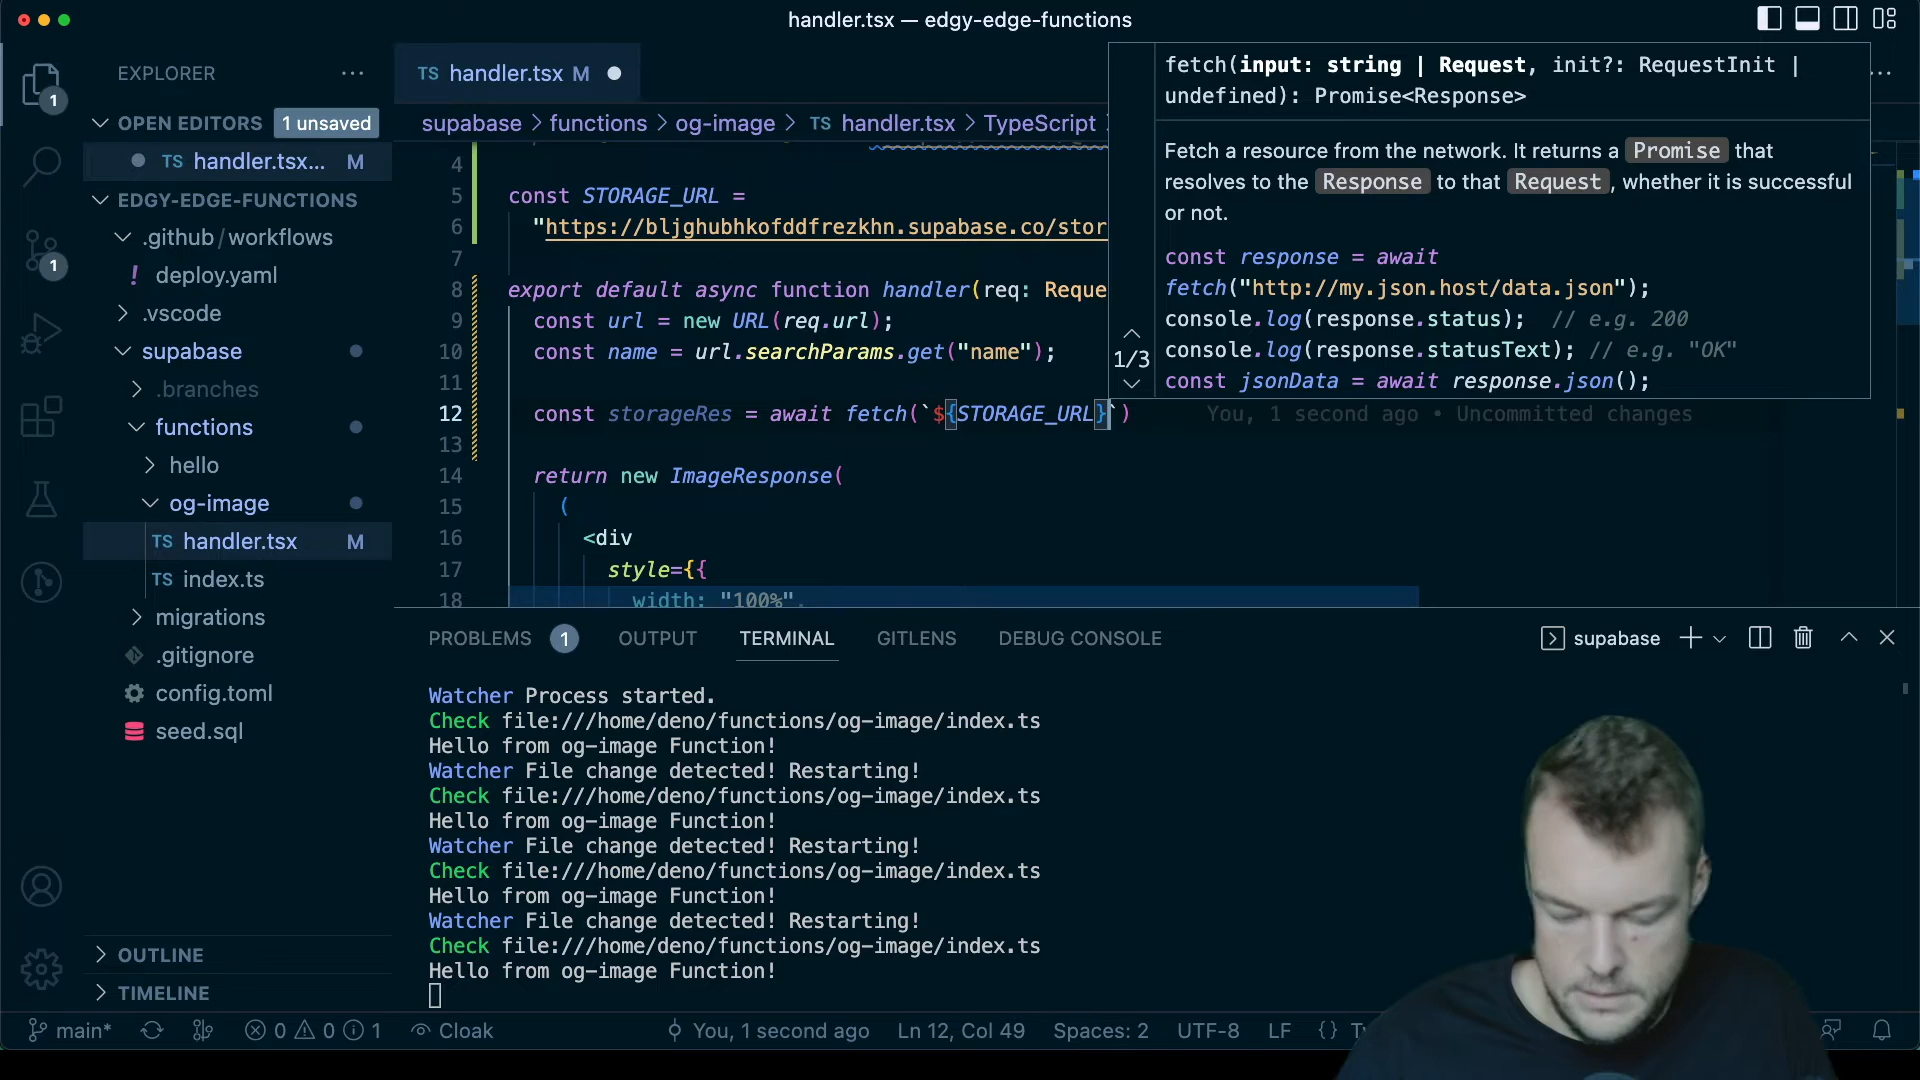 handler.tsx — edgy-edge-functions
EXPLORER
OPEN EDITORS 1 unsaved
TS handler.tsx... M
EDGY-EDGE-FUNCTIONS
.github/workflows
! deploy.yaml
.vscode
supabase
.branches
functions
hello
og-image
TS handler.tsx M
TS index.ts
migrations
.gitignore
config.toml
seed.sql
OUTLINE
TIMELINE
1
1
TS handler.tsx M
supabase > functions > og-image > TS handler.tsx > TypeScript
4
5 const STORAGE_URL =
6 "https://bljghubhkofddfrezkhn.supabase.co/stor
7
8 export default async function handler(req: Reque
9 const url = new URL(req.url);
10 const name = url.searchParams.get("name");
11
12 const storageRes = await fetch(`${STORAGE_URL}`) You, 1 second ago • Uncommitted changes
13
14 return new ImageResponse(
15 (
16 <div
17 style={{
18 width: "100%",
fetch(input: string | Request, init?: RequestInit |
undefined): Promise<Response>
Fetch a resource from the network. It returns a Promise that
resolves to the Response to that Request, whether it is successful
or not.
const response = await
fetch("http://my.json.host/data.json");
console.log(response.status); // e.g. 200
console.log(response.statusText); // e.g. "OK"
const jsonData = await response.json();
1/3
PROBLEMS 1 OUTPUT TERMINAL GITLENS DEBUG CONSOLE
supabase
Watcher Process started.
Check file:///home/deno/functions/og-image/index.ts
Hello from og-image Function!
Watcher File change detected! Restarting!
Check file:///home/deno/functions/og-image/index.ts
Hello from og-image Function!
Watcher File change detected! Restarting!
Check file:///home/deno/functions/og-image/index.ts
Hello from og-image Function!
Watcher File change detected! Restarting!
Check file:///home/deno/functions/og-image/index.ts
Hello from og-image Function!
main* 0 0 1 Cloak You, 1 second ago Ln 12, Col 49 Spaces: 2 UTF-8 LF {}